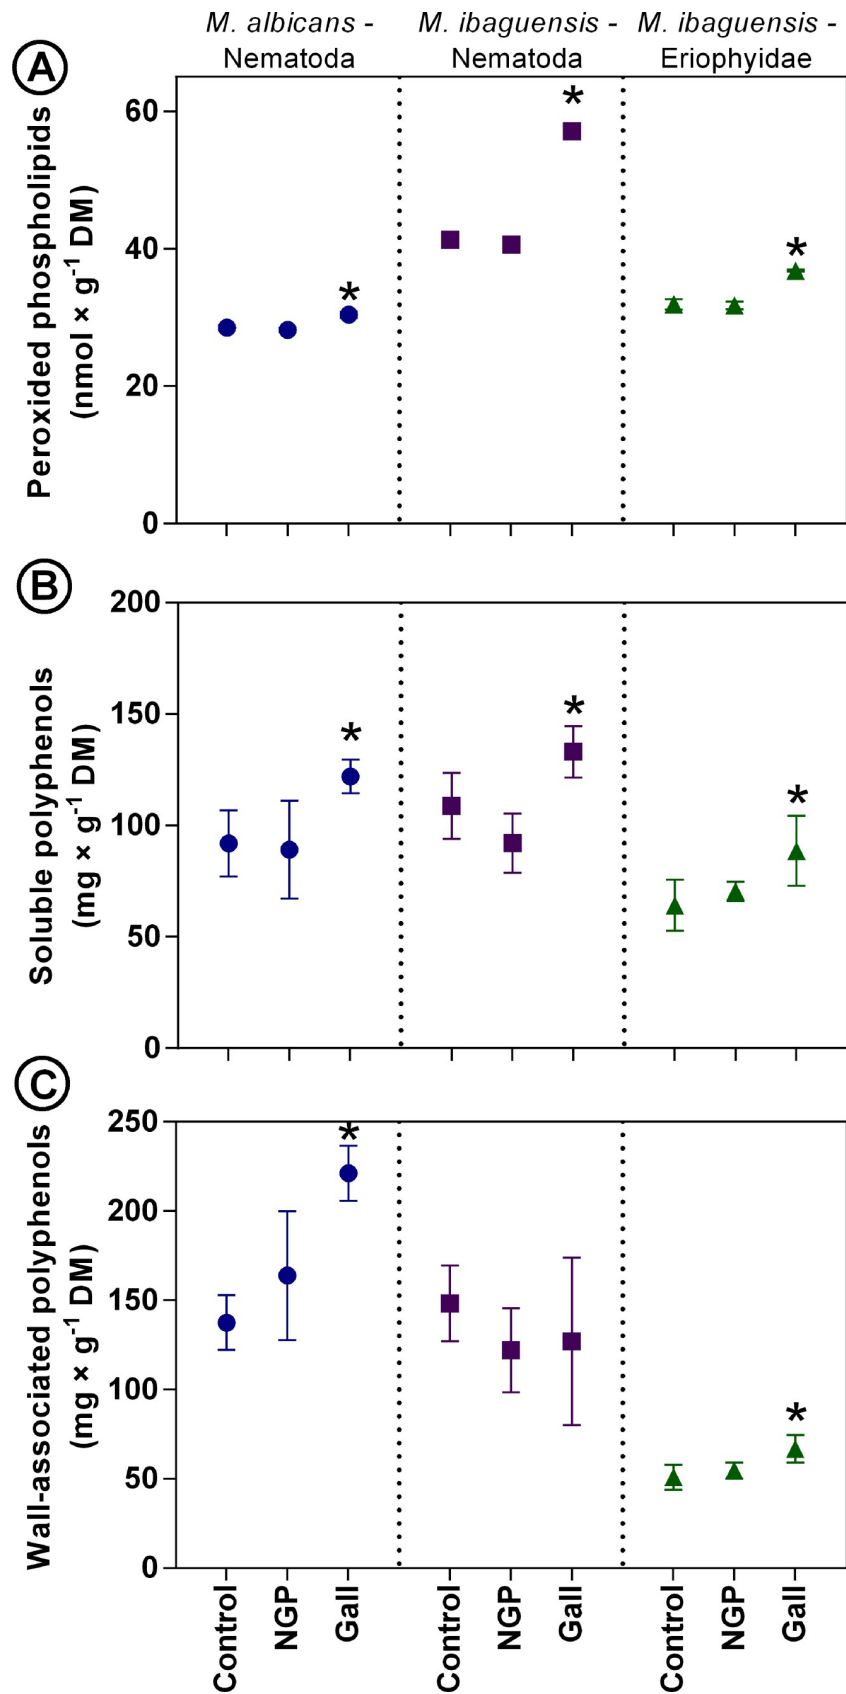 M. albicans - M. ibaguensis - M. ibaguensis -
Nematoda Nematoda Eriophyidae
A
Peroxided phospholipids
(nmol × g-1 DM)
60
40
20
0
*
*
*
B
Soluble polyphenols
(mg × g-1 DM)
200
150
100
50
0
*
*
*
C
Wall-associated polyphenols
(mg × g-1 DM)
250
200
150
100
50
0
*
*
Control NGP Gall Control NGP Gall Control NGP Gall